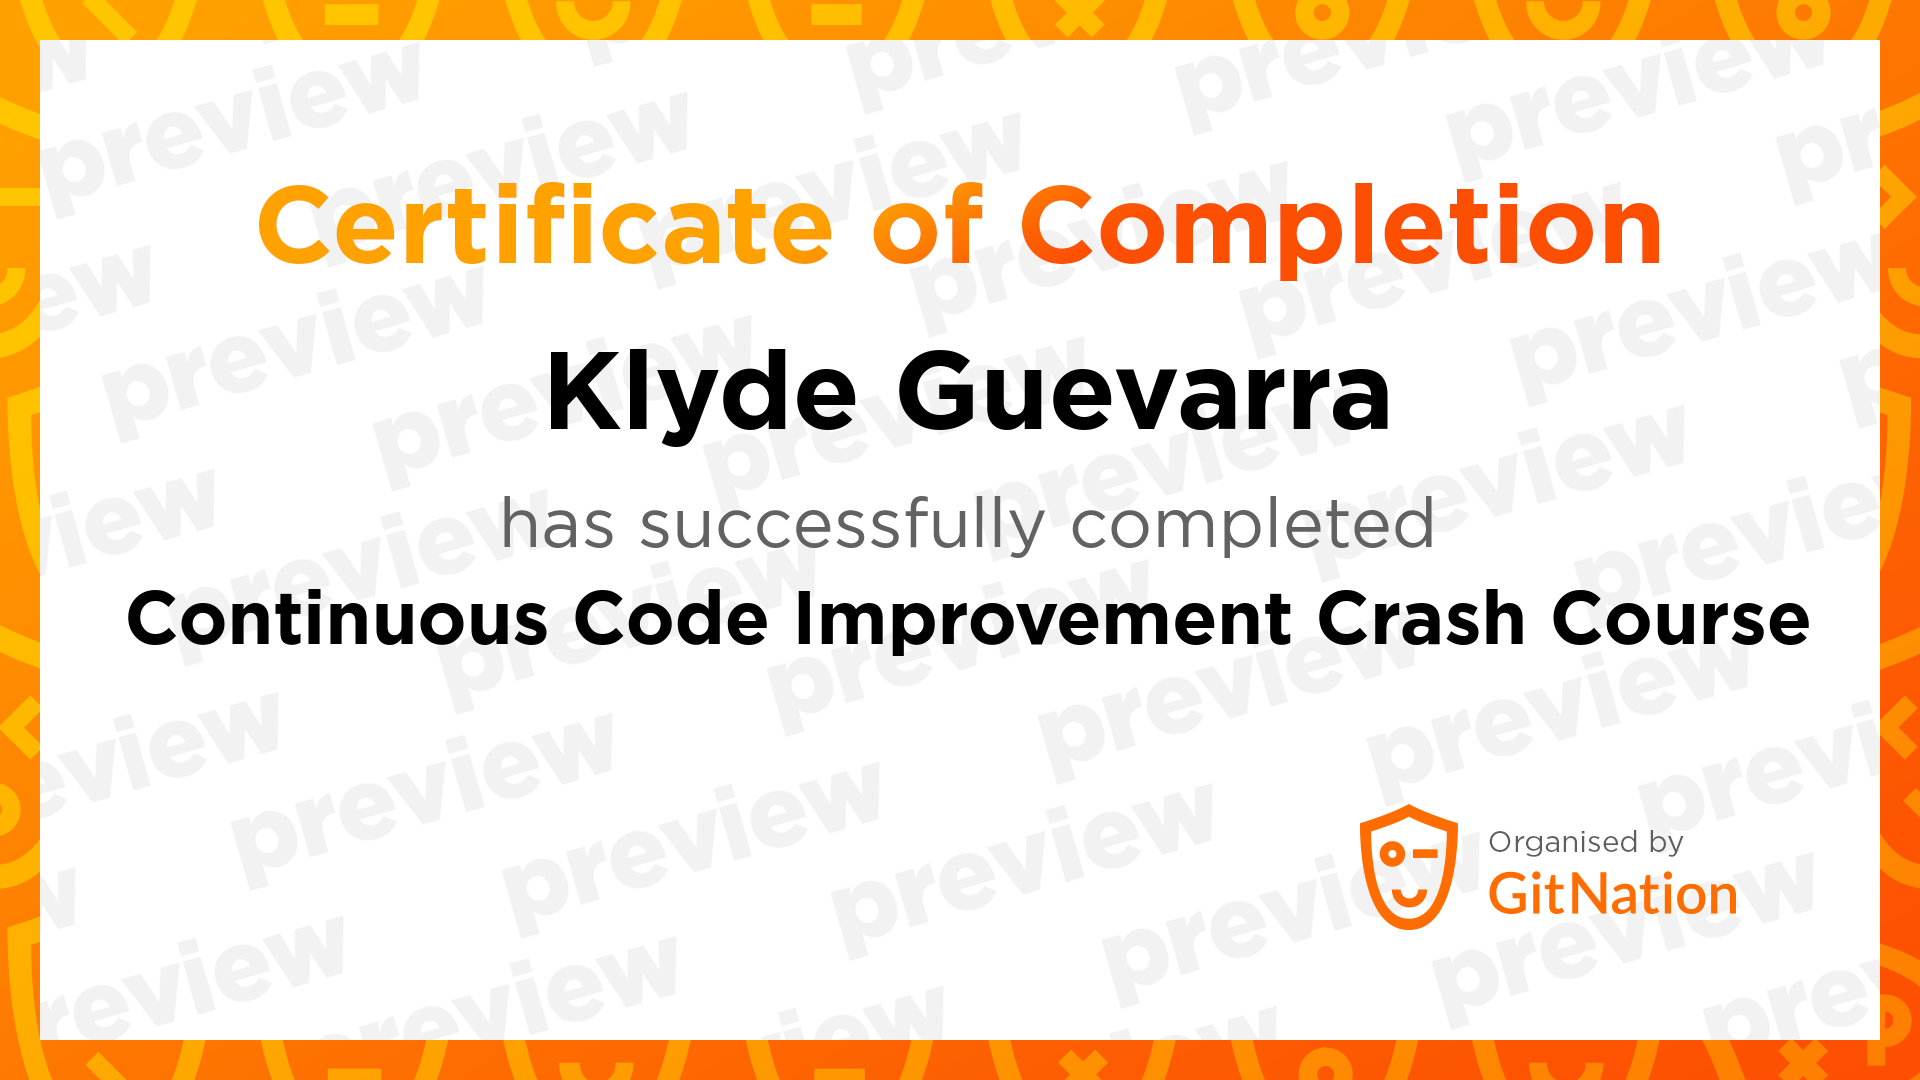 Certificate of Completion
Klyde Guevarra
has successfully completed
Continuous Code Improvement Crash Course
Organised by
GitNation
preview